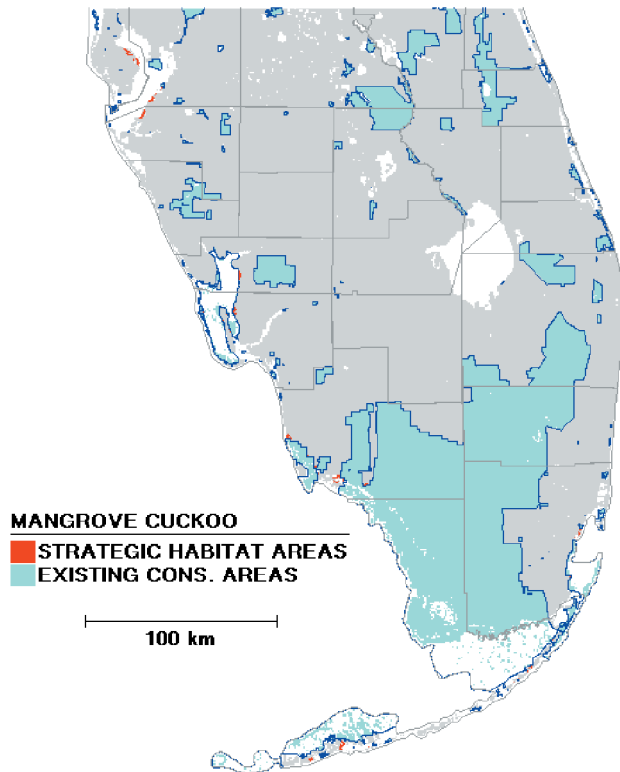 MANGROVE CUCKOO
STRATEGIC HABITAT AREAS
EXISTING CONS. AREAS
100 km